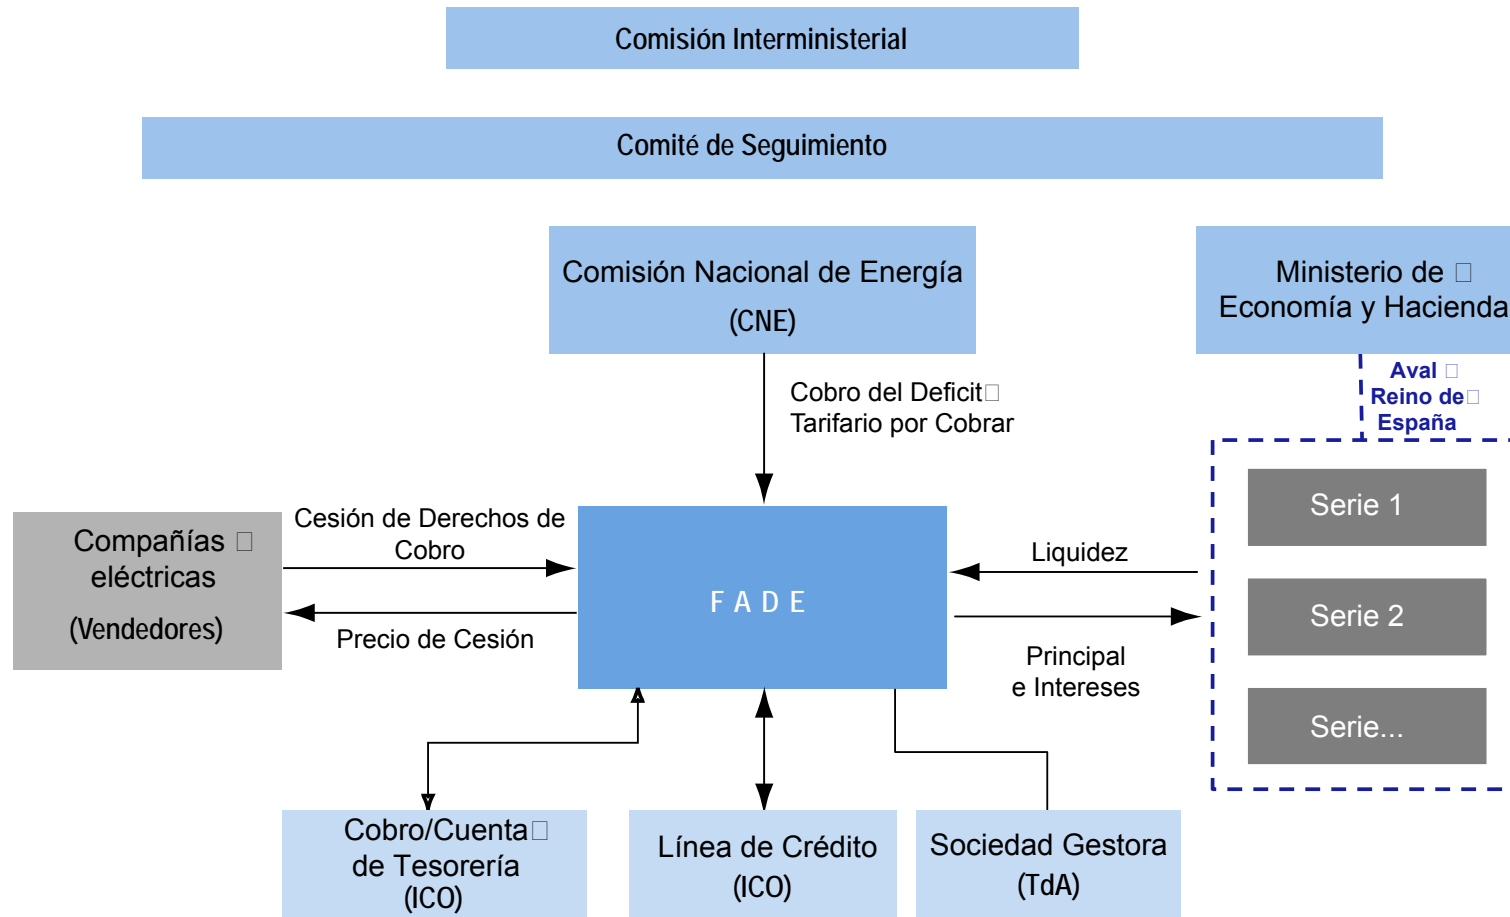 Comisión Interministerial
Comité de Seguimiento
Comisión Nacional de Energía
(CNE)
Ministerio de
Economía y Hacienda
Aval
Reino de
España
Cobro del Deficit
Tarifario por Cobrar
Serie 1
Serie 2
Serie...
Compañías
eléctricas
(Vendedores)
Cesión de Derechos de
Cobro
Precio de Cesión
FADE
Liquidez
Principal
e Intereses
Cobro/Cuenta
de Tesorería
(ICO)
Línea de Crédito
(ICO)
Sociedad Gestora
(TdA)